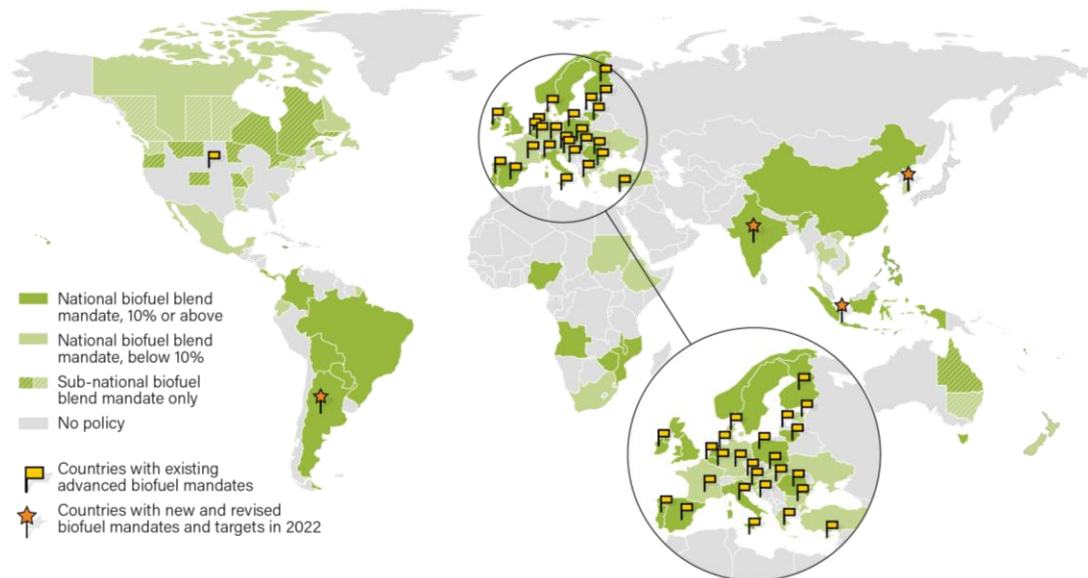 National biofuel blend
mandate, 10% or above
National biofuel blend
mandate, below 10%
Sub-national biofuel
blend mandate only
No policy
Countries with existing
advanced biofuel mandates
Countries with new and revised
biofuel mandates and targets in 2022